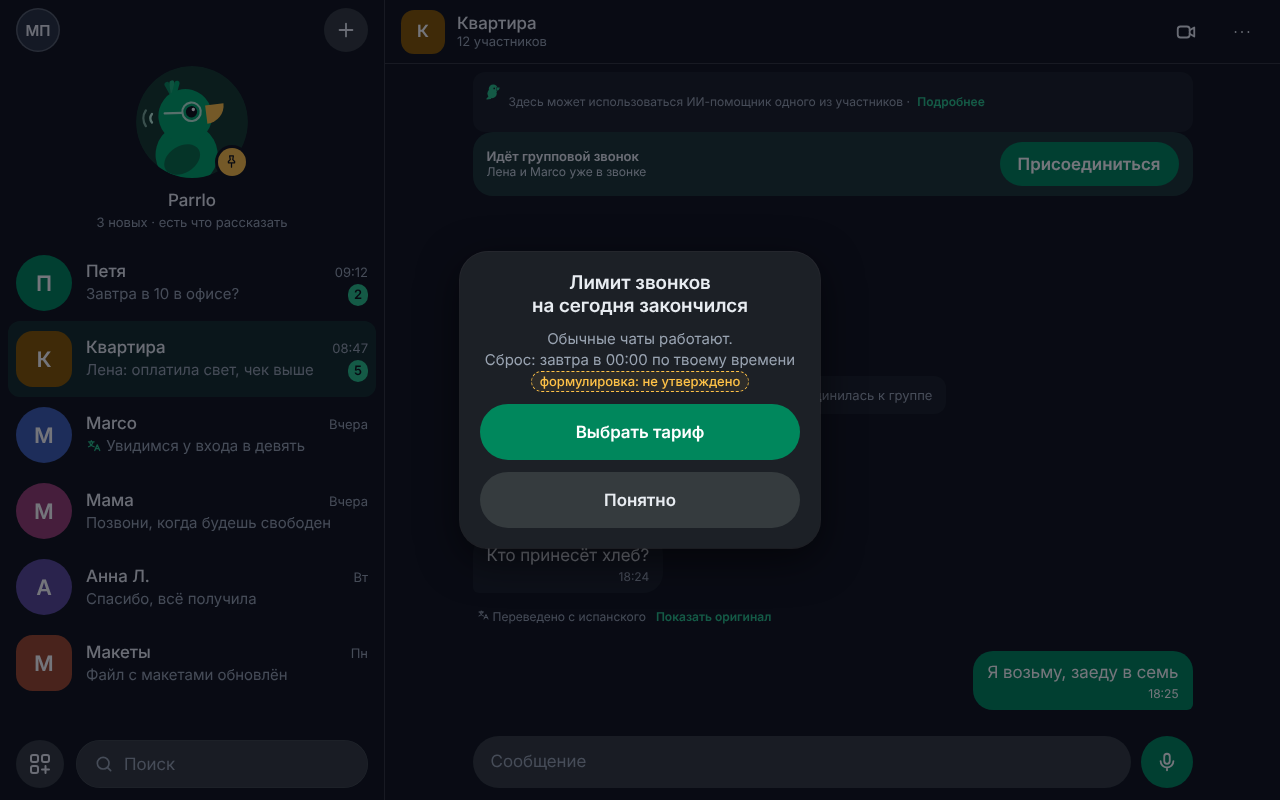 МП
Parrlo
3 новых · есть что рассказать
П
Петя
09:12
Завтра в 10 в офисе?
2
К
Квартира
08:47
Лена: оплатила свет, чек выше
5
M
Marco
Вчера
Увидимся у входа в девять
М
Мама
Вчера
Позвони, когда будешь свободен
А
Анна Л.
Вт
Спасибо, всё получила
М
Макеты
Пн
Файл с макетами обновлён
Поиск
К
Квартира
12 участников
Здесь может использоваться ИИ-помощник одного из участников · Подробнее
Идёт групповой звонок
Лена и Marco уже в звонке
Присоединиться
Лимит звонков
на сегодня закончился
Обычные чаты работают.
Сброс: завтра в 00:00 по твоему времени
формулировка: не утверждено
Выбрать тариф
Понятно
к группе
Кто принесёт хлеб?
18:24
Переведено с испанского Показать оригинал
Я возьму, заеду в семь
18:25
Сообщение